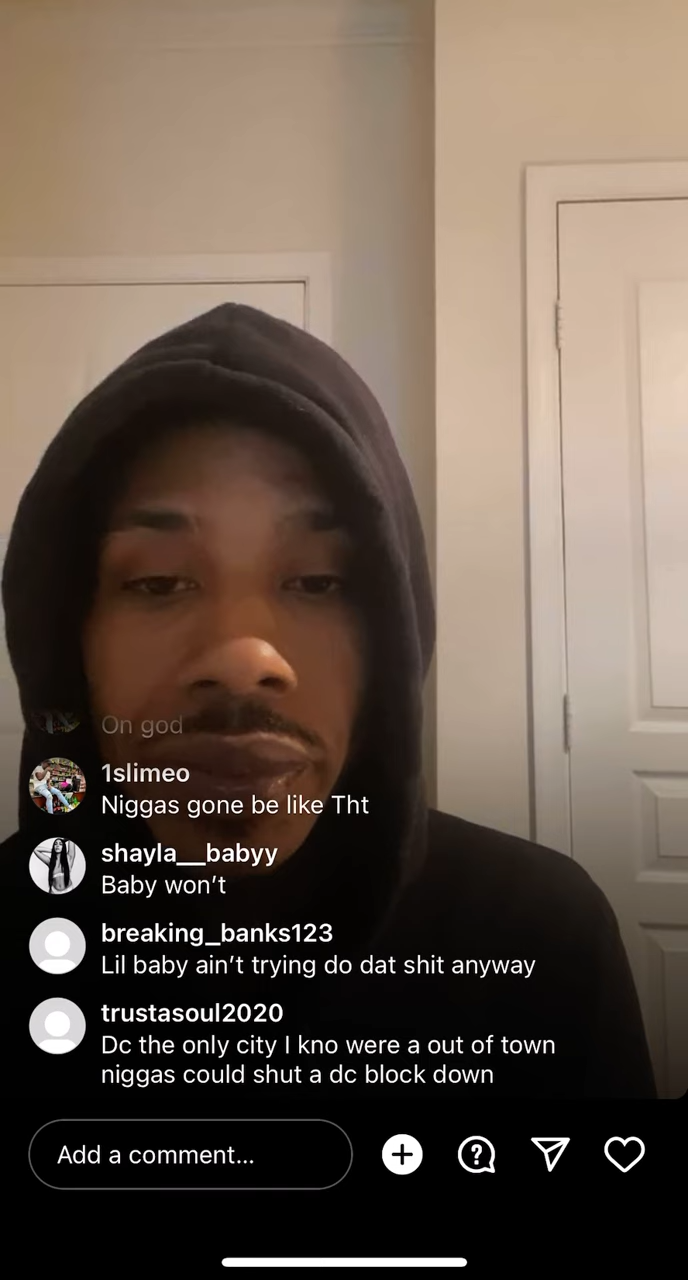 On god
1slimeo
Niggas gone be like Tht
shayla__babyy
Baby won’t
breaking_banks123
Lil baby ain’t trying do dat shit anyway
trustasoul2020
Dc the only city I kno were a out of town
niggas could shut a dc block down
Add a comment...